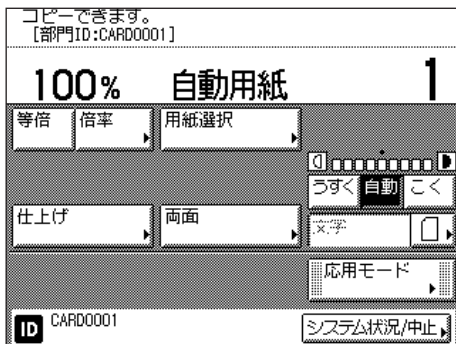 コピーできます。
[部門ID:CARD0001]
100% 自動用紙 1
等倍 倍率 用紙選択
うすく 自動 こく
仕上げ 両面 文字
応用モード
ID CARD0001 システム状況/中止